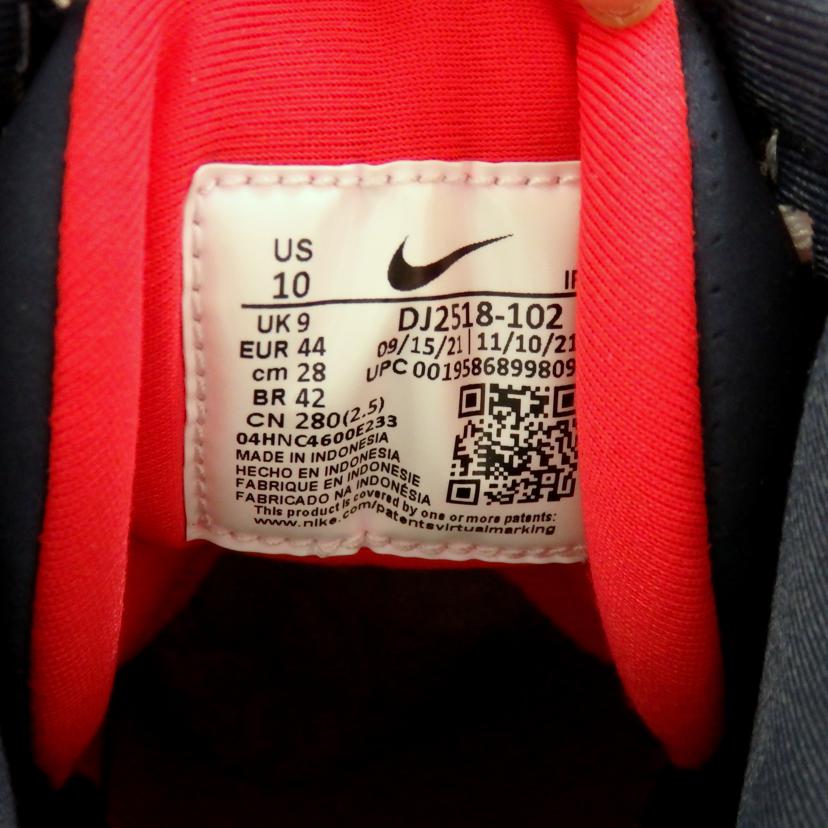 US
10
UK 9
EUR 44
cm 28
BR 42
CN 280(2.5)
DJ2518-102
09/15/21 | 11/10/21
UPC 0019586899809
04HNC4600E233
MADE IN INDONESIA
HECHO EN INDONESIA
FABRIQUE EN INDONESIE
FABRICADO NA INDONÉSIA
This product is covered by one or more patents:
www.nike.com/patentsvirtualmarking